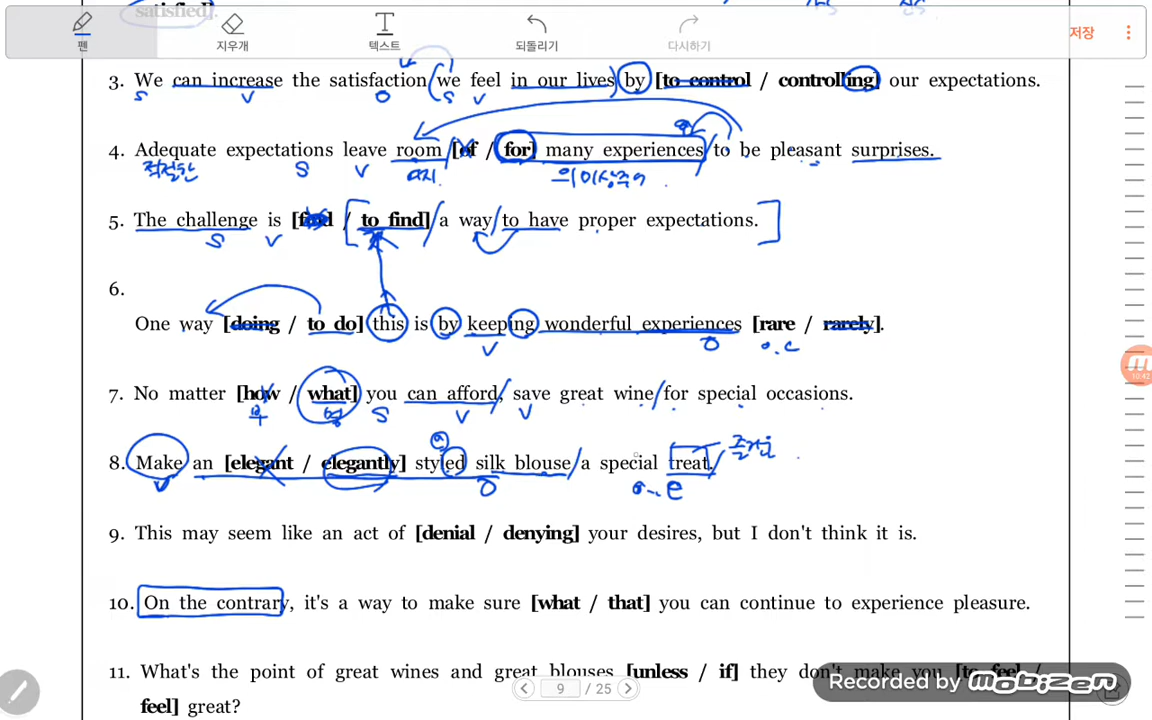 satisfied].
펜 지우개 텍스트 되돌리기 다시하기 저장
3. We can increase the satisfaction (we feel in our lives) by [to control / controlling] our expectations.
S V O S V
4. Adequate expectations leave room [of / for] many experiences to be pleasant surprises.
적절한 S V 여지 의미상주어
5. The challenge is [find / to find] a way to have proper expectations.
S V
6.
One way [doing / to do] this is by keeping wonderful experiences [rare / rarely].
V O o.c
7. No matter [how / what] you can afford, save great wine for special occasions.
부 명 S V V
8. Make an [elegant / elegantly] styled silk blouse a special treat.
V ⓐ O 즐거운
9. This may seem like an act of [denial / denying] your desires, but I don't think it is.
10. On the contrary, it's a way to make sure [what / that] you can continue to experience pleasure.
11. What's the point of great wines and great blouses [unless / if] they don't make you [to feel /
feel] great?
9 / 25
Recorded by mobizen
10:42